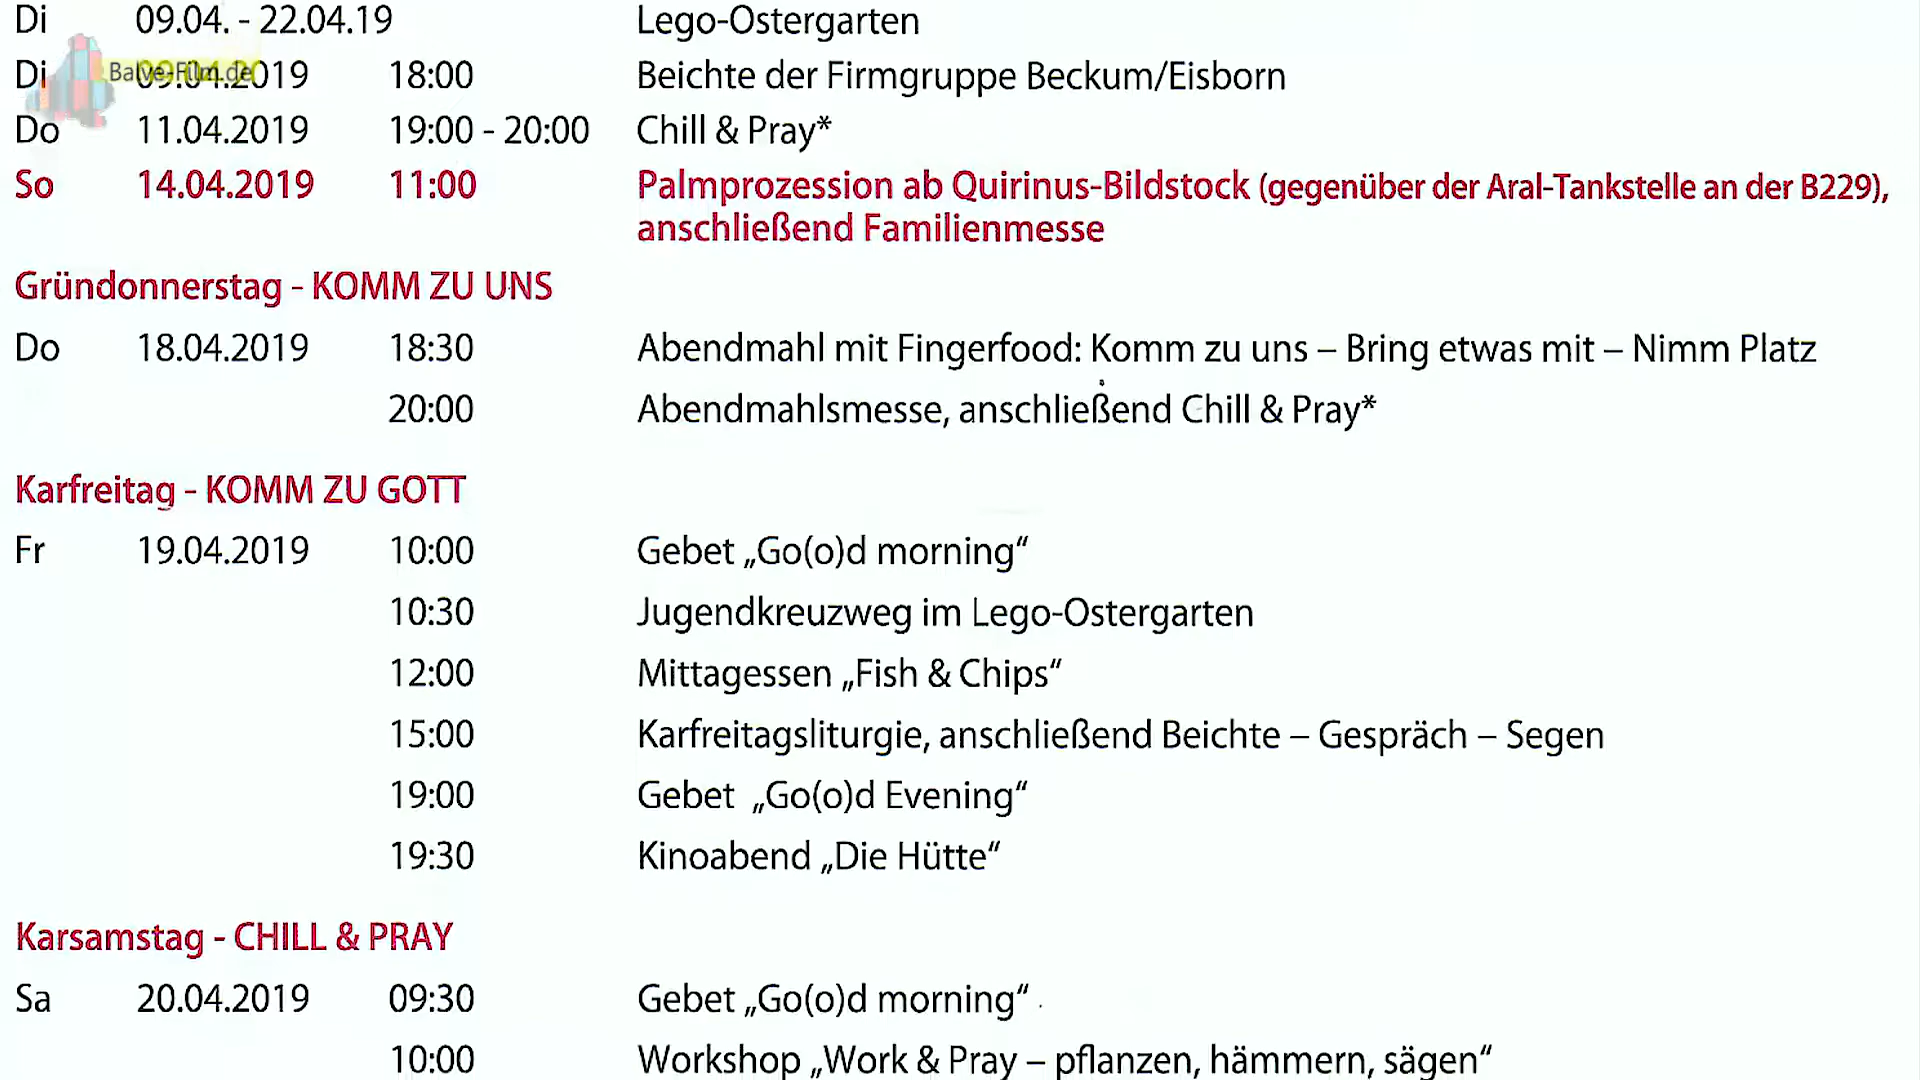 Di 09.04. - 22.04.19 Lego-Ostergarten
Balve-Film.de
Di 09.04.2019 18:00 Beichte der Firmgruppe Beckum/Eisborn
Do 11.04.2019 19:00 - 20:00 Chill & Pray*
So 14.04.2019 11:00 Palmprozession ab Quirinus-Bildstock (gegenüber der Aral-Tankstelle an der B229),
anschließend Familienmesse
Gründonnerstag - KOMM ZU UNS
Do 18.04.2019 18:30 Abendmahl mit Fingerfood: Komm zu uns – Bring etwas mit – Nimm Platz
20:00 Abendmahlsmesse, anschließend Chill & Pray*
Karfreitag - KOMM ZU GOTT
Fr 19.04.2019 10:00 Gebet „Go(o)d morning“
10:30 Jugendkreuzweg im Lego-Ostergarten
12:00 Mittagessen „Fish & Chips“
15:00 Karfreitagsliturgie, anschließend Beichte – Gespräch – Segen
19:00 Gebet „Go(o)d Evening“
19:30 Kinoabend „Die Hütte“
Karsamstag - CHILL & PRAY
Sa 20.04.2019 09:30 Gebet „Go(o)d morning“
10:00 Workshop „Work & Pray – pflanzen, hämmern, sägen“